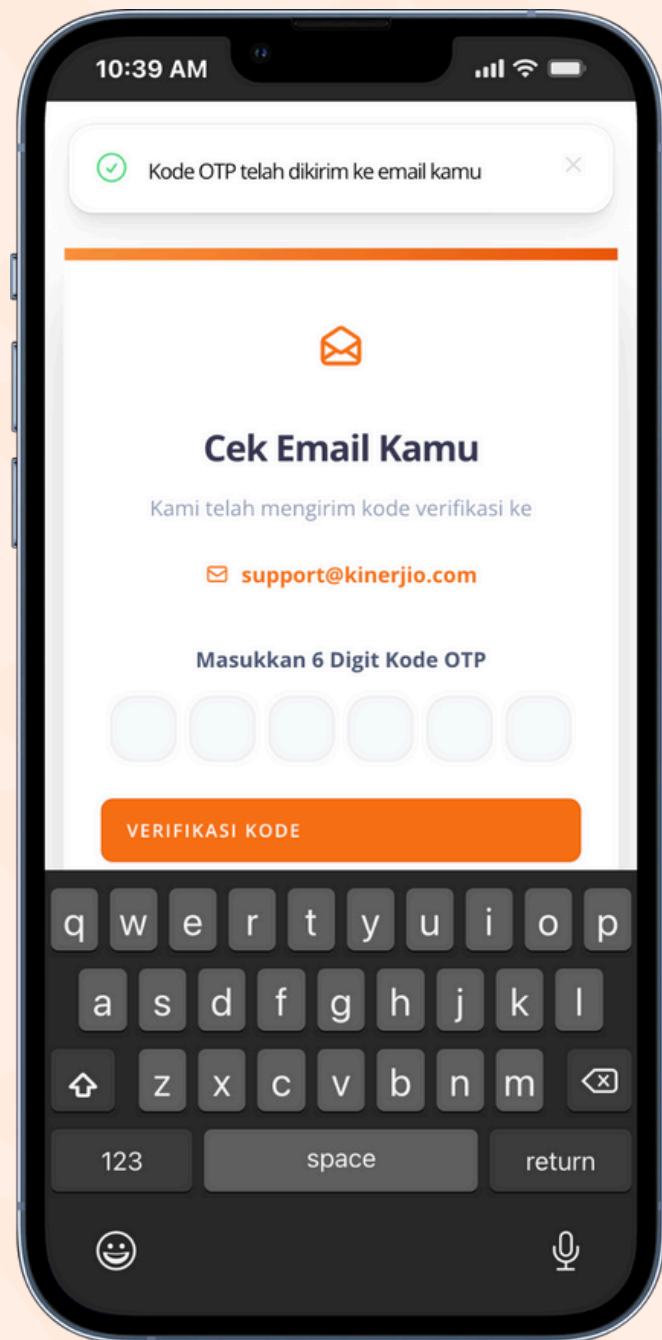 10:39 AM
Kode OTP telah dikirim ke email kamu
Cek Email Kamu
Kami telah mengirim kode verifikasi ke
support@kinerjio.com
Masukkan 6 Digit Kode OTP
VERIFIKASI KODE
q w e r t y u i o p
a s d f g h j k l
z x c v b n m
123 space return